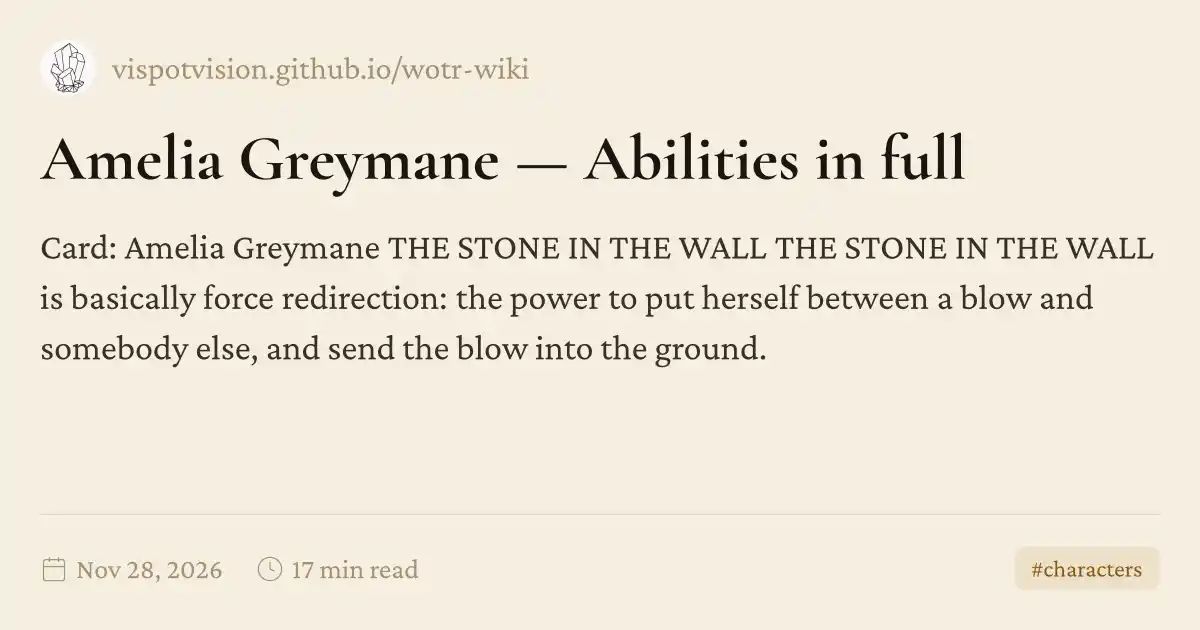 vispotvision.github.io/wotr-wiki
Amelia Greymane — Abilities in full
Card: Amelia Greymane THE STONE IN THE WALL THE STONE IN THE WALL
is basically force redirection: the power to put herself between a blow and
somebody else, and send the blow into the ground.
Nov 28, 2026
17 min read
#characters